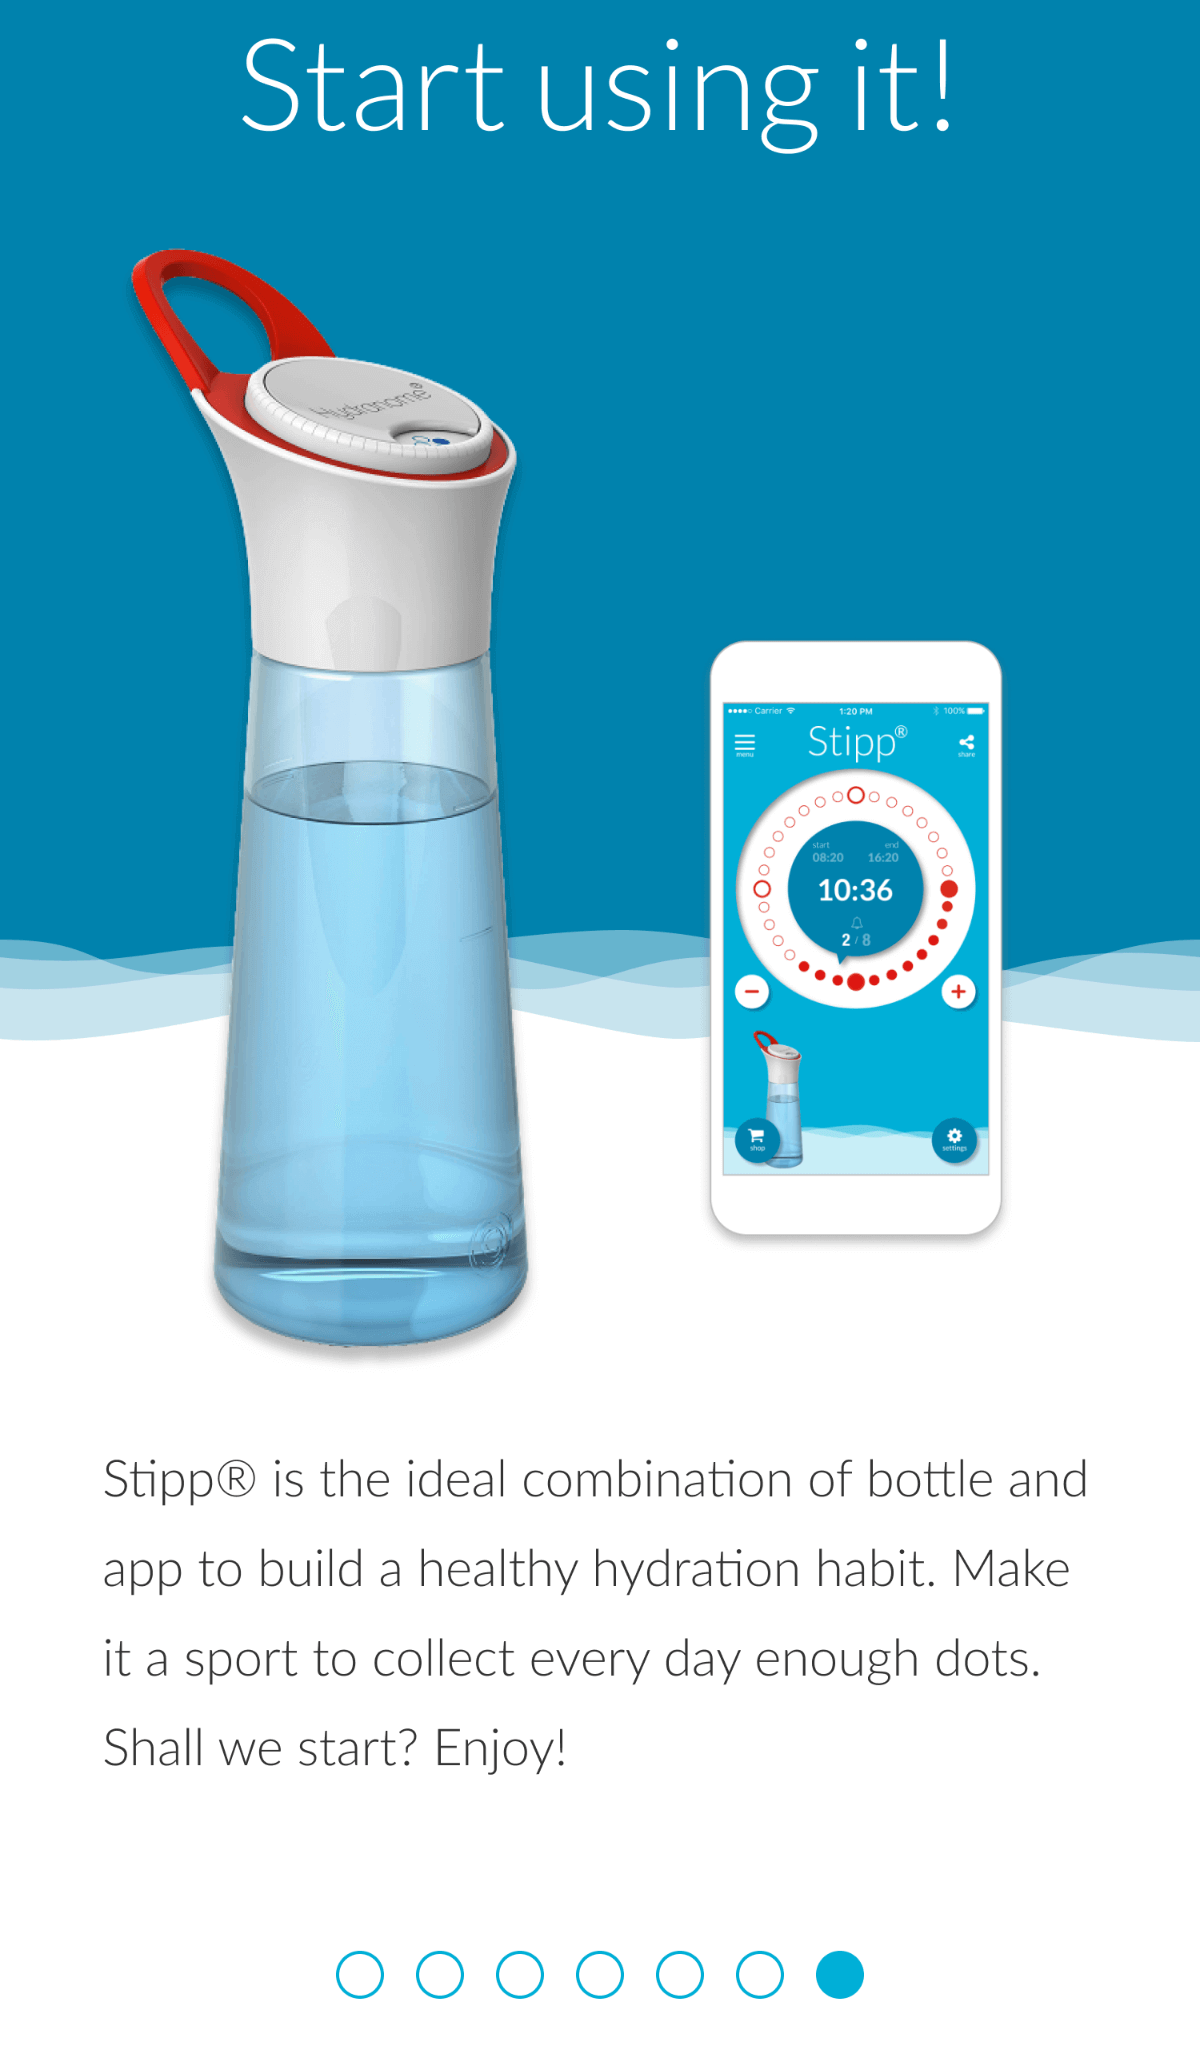 Start using it!
Hydranome®
Carrier 1:20 PM 100%
menu
Stipp®
share
start end
08:20 16:20
10:36
2 / 8
− +
shop settings
Stipp® is the ideal combination of bottle and
app to build a healthy hydration habit. Make
it a sport to collect every day enough dots.
Shall we start? Enjoy!